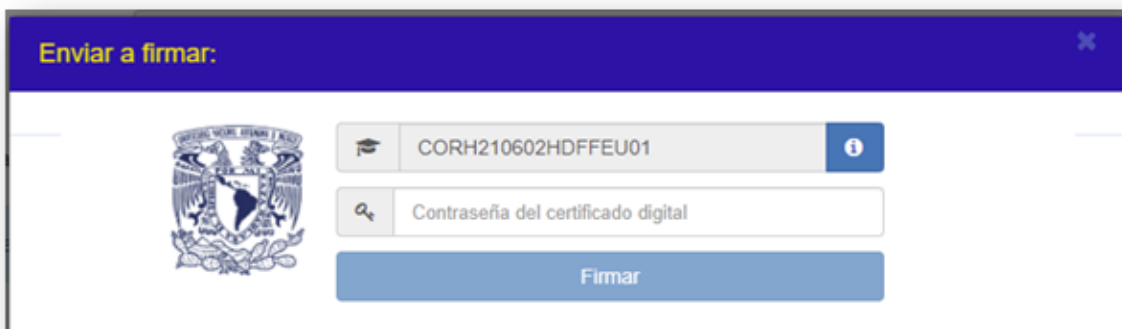 Enviar a firmar:
CORH210602HDFFEU01
Contraseña del certificado digital
Firmar